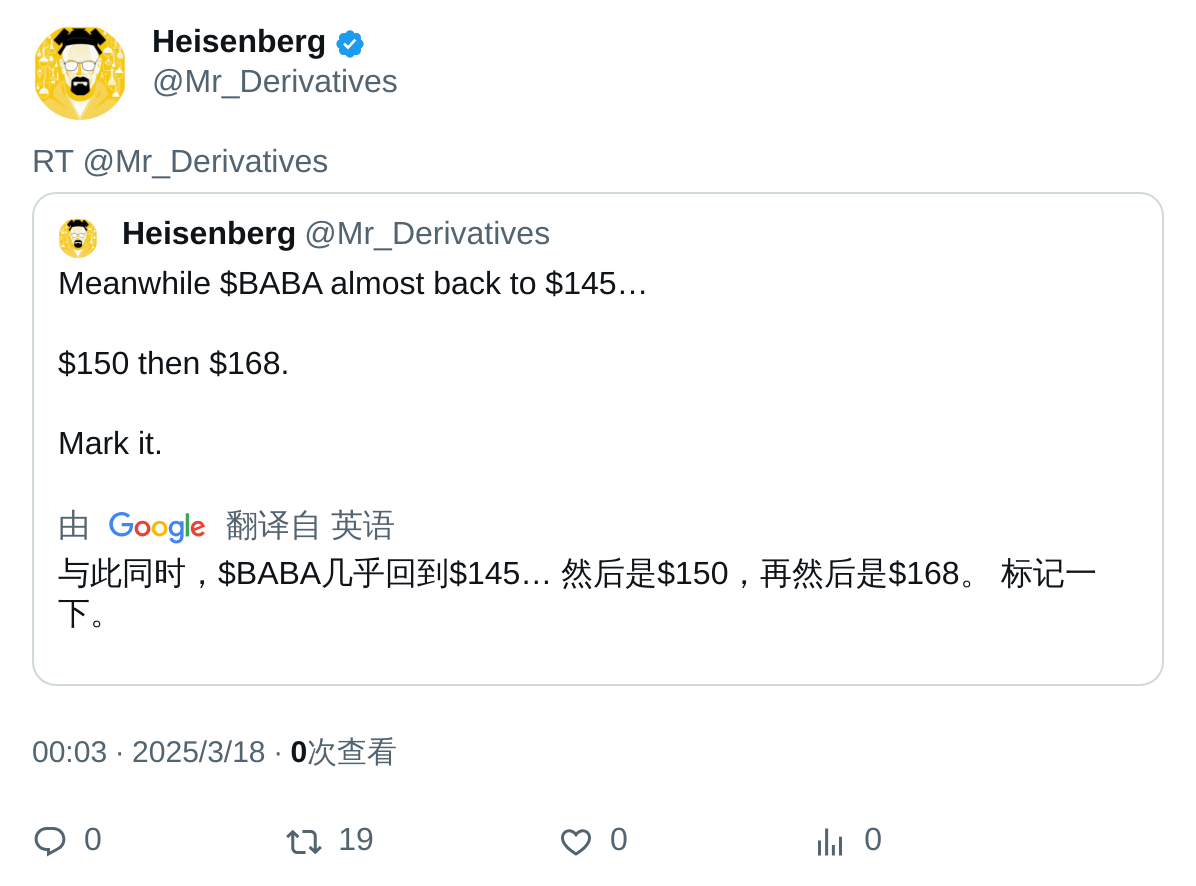 Heisenberg
@Mr_Derivatives
RT @Mr_Derivatives
Heisenberg @Mr_Derivatives
Meanwhile $BABA almost back to $145…
$150 then $168.
Mark it.
由 Google 翻译自 英语
与此同时，$BABA几乎回到$145… 然后是$150，再然后是$168。 标记一
下。
00:03 · 2025/3/18 · 0次查看
0 19 0 0